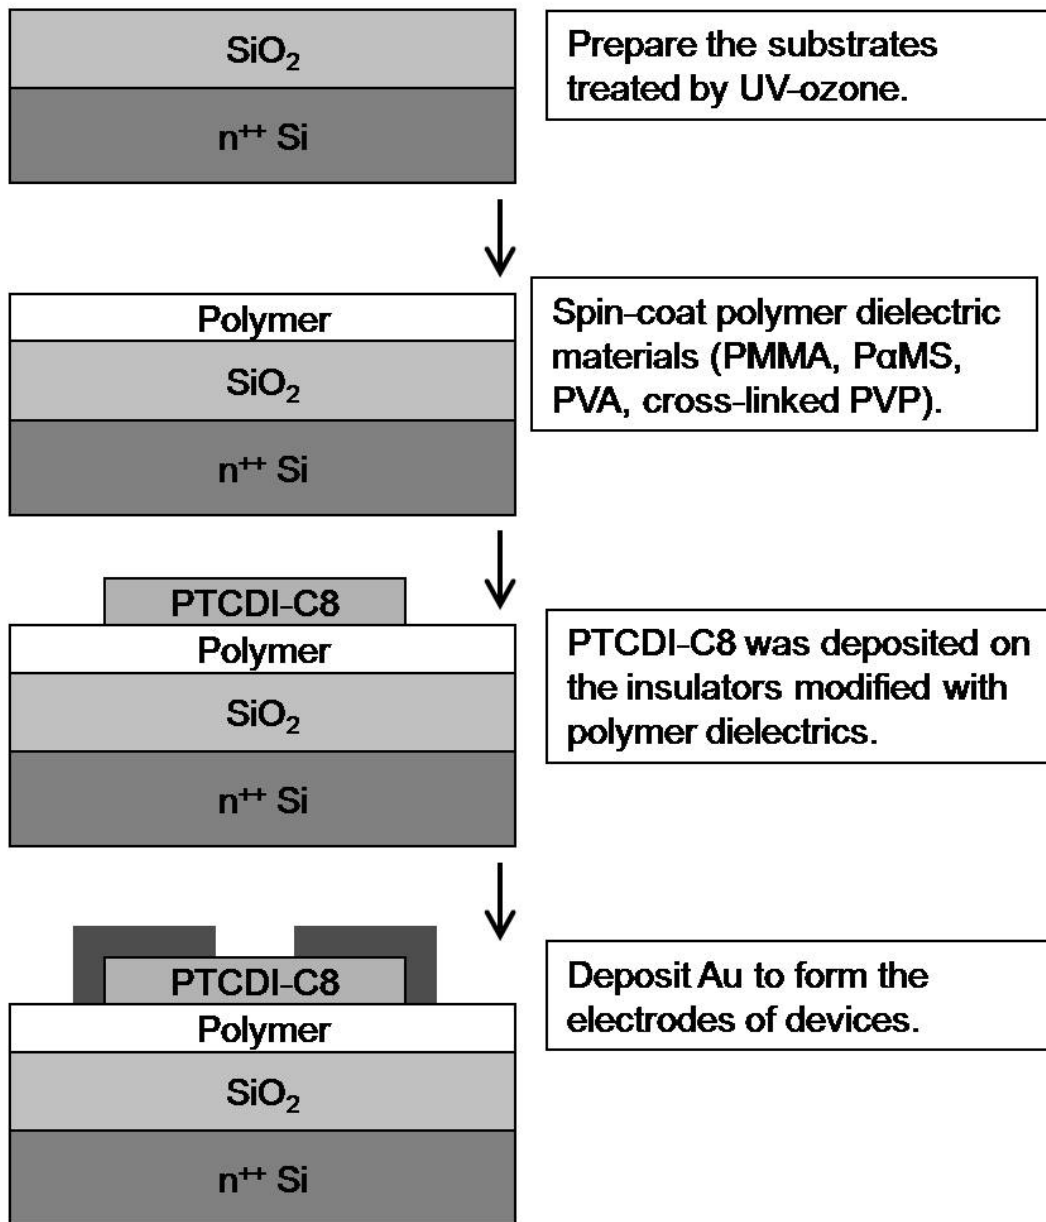 SiO₂
n⁺⁺ Si
Prepare the substrates
treated by UV-ozone.
Polymer
SiO₂
n⁺⁺ Si
Spin-coat polymer dielectric
materials (PMMA, PαMS,
PVA, cross-linked PVP).
PTCDI-C8
Polymer
SiO₂
n⁺⁺ Si
PTCDI-C8 was deposited on
the insulators modified with
polymer dielectrics.
PTCDI-C8
Polymer
SiO₂
n⁺⁺ Si
Deposit Au to form the
electrodes of devices.